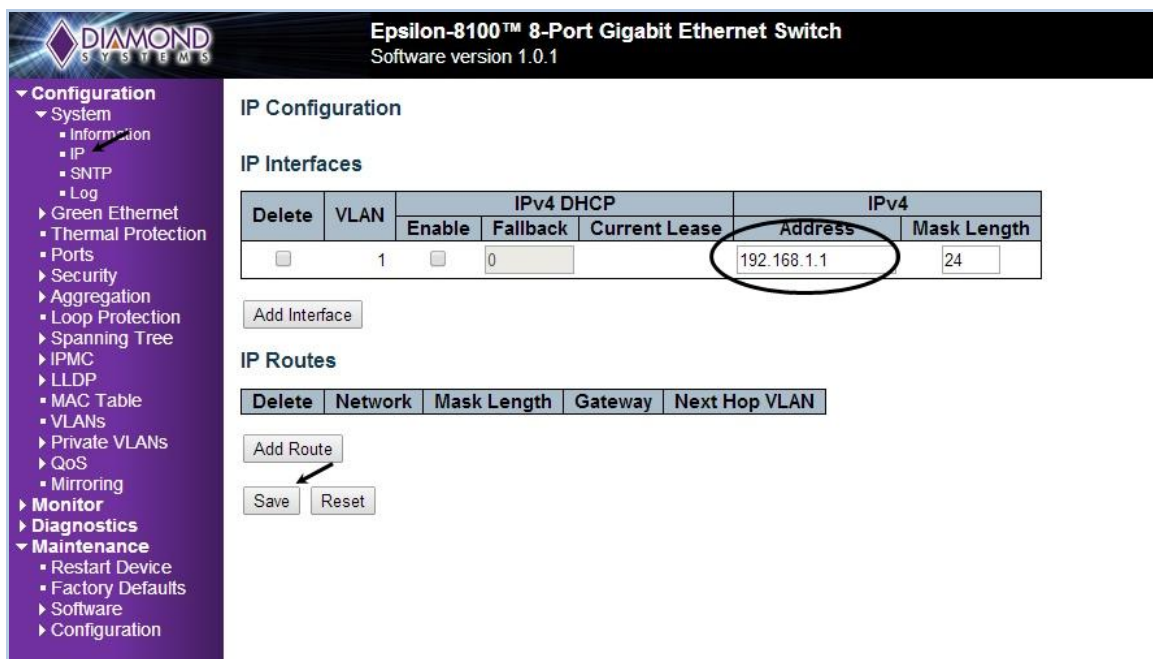 DIAMOND
SYSTEMS
Epsilon-8100™ 8-Port Gigabit Ethernet Switch
Software version 1.0.1
Configuration
System
Information
IP
SNTP
Log
Green Ethernet
Thermal Protection
Ports
Security
Aggregation
Loop Protection
Spanning Tree
IPMC
LLDP
MAC Table
VLANs
Private VLANs
QoS
Mirroring
Monitor
Diagnostics
Maintenance
Restart Device
Factory Defaults
Software
Configuration
IP Configuration
IP Interfaces
Delete VLAN IPv4 DHCP IPv4
Enable Fallback Current Lease Address Mask Length
1 0 192.168.1.1 24
Add Interface
IP Routes
Delete Network Mask Length Gateway Next Hop VLAN
Add Route
Save Reset